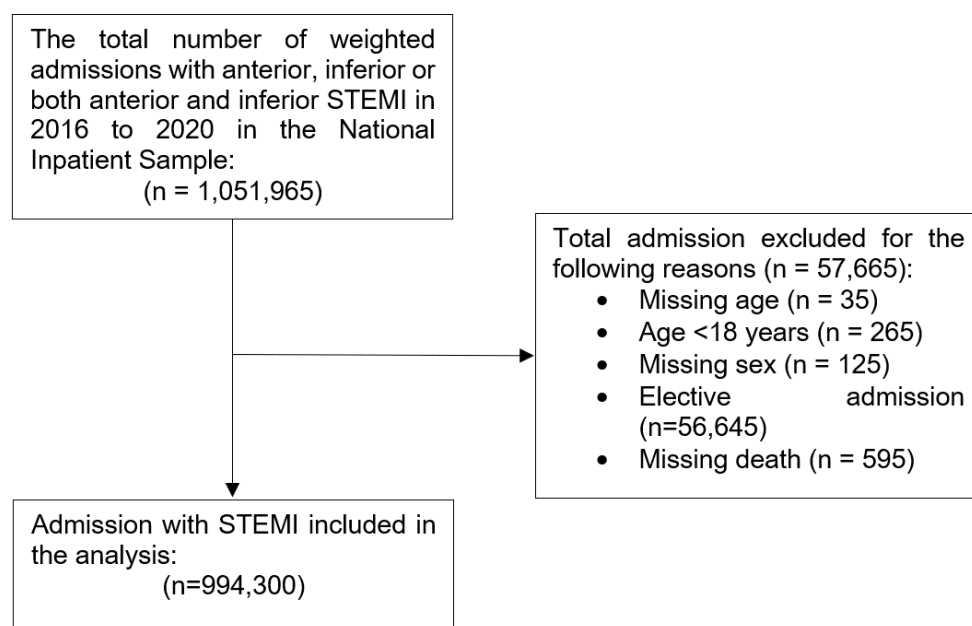 The total number of weighted
admissions with anterior, inferior or
both anterior and inferior STEMI in
2016 to 2020 in the National
Inpatient Sample:
(n = 1,051,965)
Total admission excluded for the
following reasons (n = 57,665):
• Missing age (n = 35)
• Age <18 years (n = 265)
• Missing sex (n = 125)
• Elective admission
(n=56,645)
• Missing death (n = 595)
Admission with STEMI included in
the analysis:
(n=994,300)